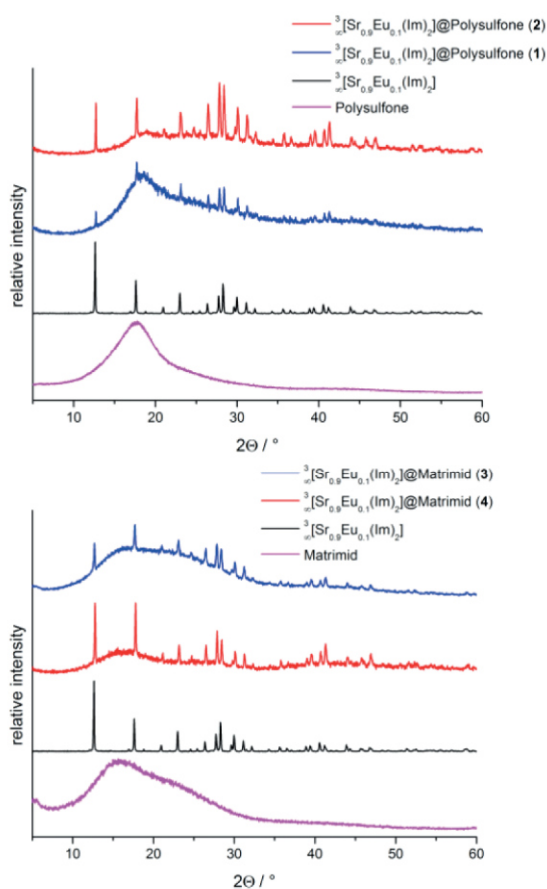 ³∞[Sr₀.₉Eu₀.₁(Im)₂]@Polysulfone (2)
³∞[Sr₀.₉Eu₀.₁(Im)₂]@Polysulfone (1)
³∞[Sr₀.₉Eu₀.₁(Im)₂]
Polysulfone
relative intensity
10 20 30 40 50 60
2Θ / °
³∞[Sr₀.₉Eu₀.₁(Im)₂]@Matrimid (3)
³∞[Sr₀.₉Eu₀.₁(Im)₂]@Matrimid (4)
³∞[Sr₀.₉Eu₀.₁(Im)₂]
Matrimid
relative intensity
10 20 30 40 50 60
2Θ / °